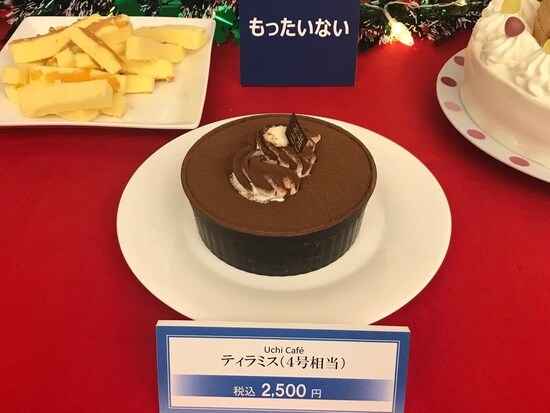 もったいない
Uchi Café
ティラミス(4号相当)
税込 2,500 円